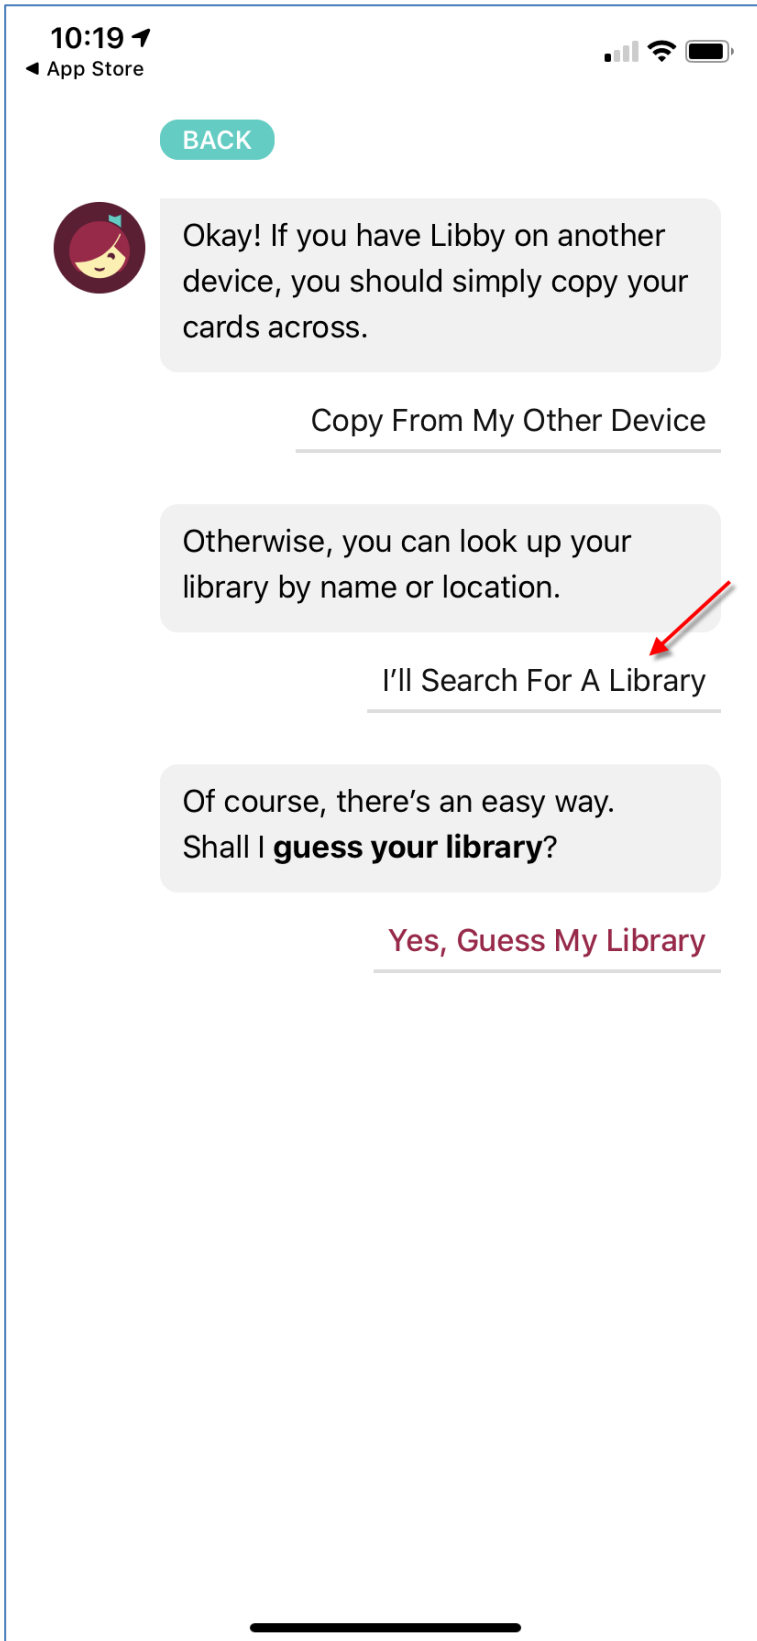 10:19
◀ App Store
BACK
Okay! If you have Libby on another
device, you should simply copy your
cards across.
Copy From My Other Device
Otherwise, you can look up your
library by name or location.
I’ll Search For A Library
Of course, there’s an easy way.
Shall I guess your library?
Yes, Guess My Library